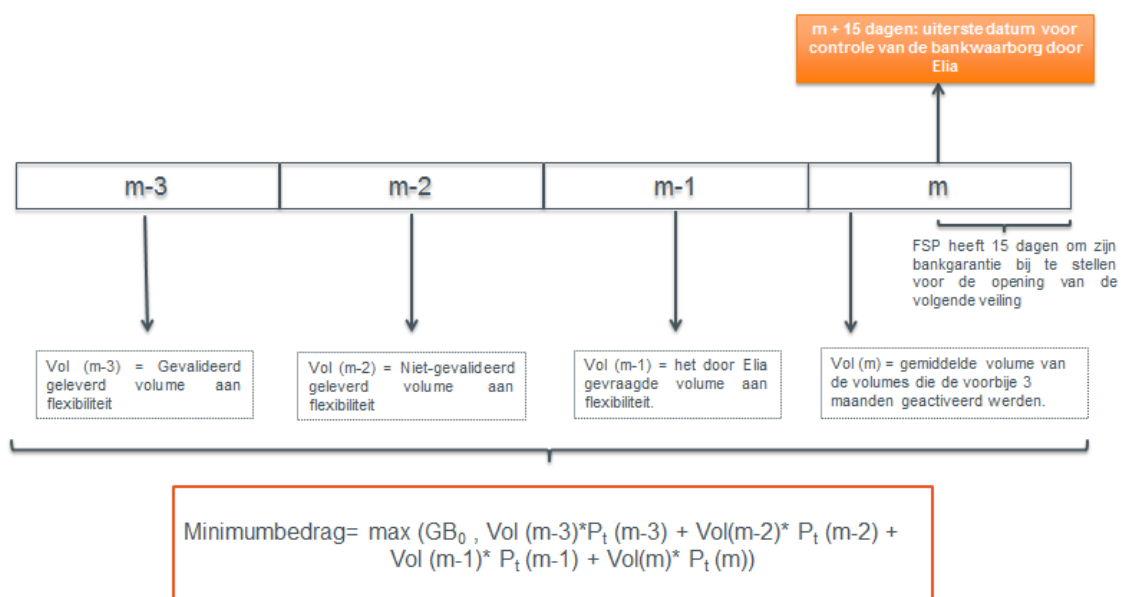 m + 15 dagen: uiterste datum voor
controle van de bankwaarborg door
Elia
m-3
m-2
m-1
m
FSP heeft 15 dagen om zijn
bankgarantie bij te stellen
voor de opening van de
volgende veiling
Vol (m-3) = Gevalideerd
geleverd volume aan
flexibiliteit
Vol (m-2) = Niet-gevalideerd
geleverd volume aan
flexibiliteit
Vol (m-1) = het door Elia
gevraagde volume aan
flexibiliteit.
Vol (m) = gemiddelde volume van
de volumes die de voorbije 3
maanden geactiveerd werden.
Minimumbedrag= max (GB₀ , Vol (m-3)*Pₜ (m-3) + Vol(m-2)* Pₜ (m-2) +
Vol (m-1)* Pₜ (m-1) + Vol(m)* Pₜ (m))